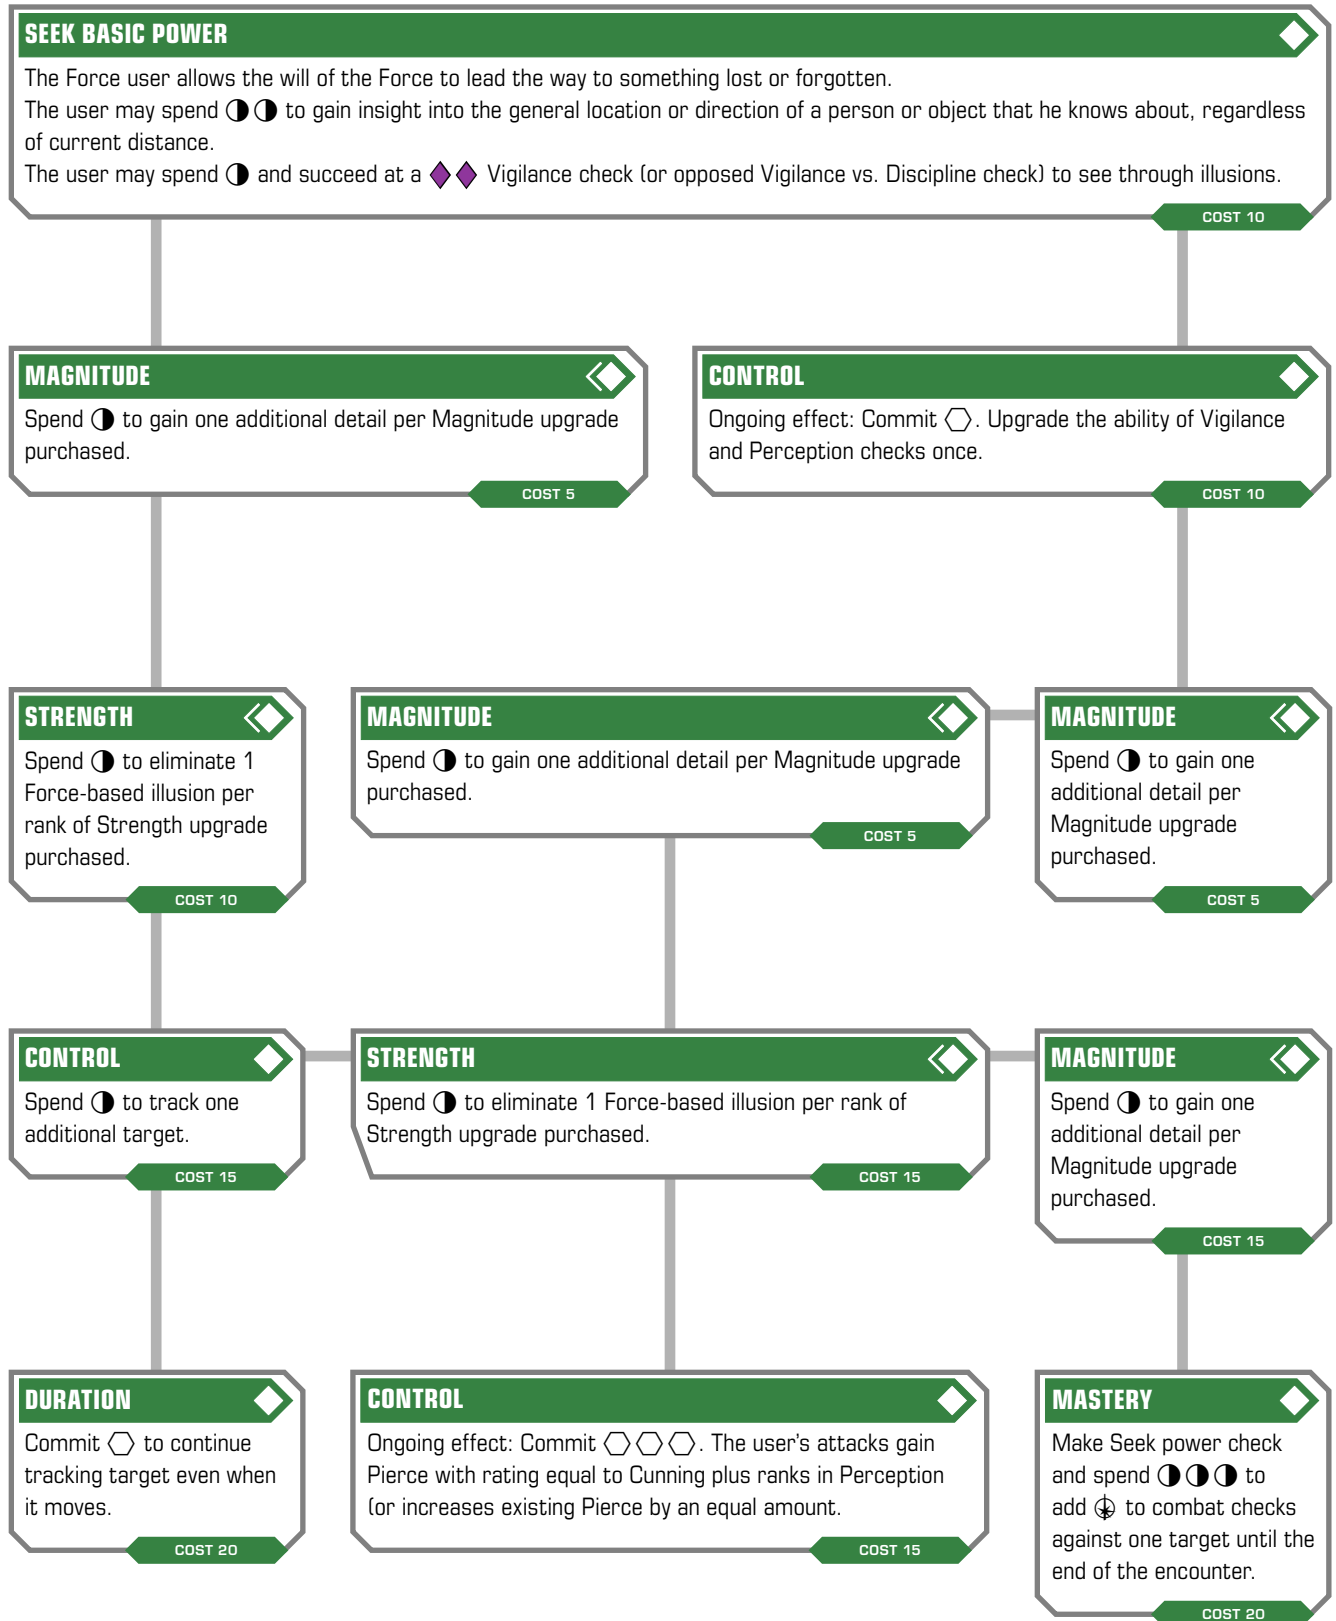 SEEK BASIC POWER
The Force user allows the will of the Force to lead the way to something lost or forgotten.
The user may spend to gain insight into the general location or direction of a person or object that he knows about, regardless
of current distance.
The user may spend and succeed at a Vigilance check (or opposed Vigilance vs. Discipline check) to see through illusions.
COST 10
MAGNITUDE
Spend to gain one additional detail per Magnitude upgrade
purchased.
COST 5
CONTROL
Ongoing effect: Commit . Upgrade the ability of Vigilance
and Perception checks once.
COST 10
STRENGTH
Spend to eliminate 1
Force-based illusion per
rank of Strength upgrade
purchased.
COST 10
MAGNITUDE
Spend to gain one additional detail per Magnitude upgrade
purchased.
COST 5
MAGNITUDE
Spend to gain one
additional detail per
Magnitude upgrade
purchased.
COST 5
CONTROL
Spend to track one
additional target.
COST 15
STRENGTH
Spend to eliminate 1 Force-based illusion per rank of
Strength upgrade purchased.
COST 15
MAGNITUDE
Spend to gain one
additional detail per
Magnitude upgrade
purchased.
COST 15
DURATION
Commit to continue
tracking target even when
it moves.
COST 20
CONTROL
Ongoing effect: Commit . The user's attacks gain
Pierce with rating equal to Cunning plus ranks in Perception
(or increases existing Pierce by an equal amount.
COST 15
MASTERY
Make Seek power check
and spend to
add to combat checks
against one target until the
end of the encounter.
COST 20